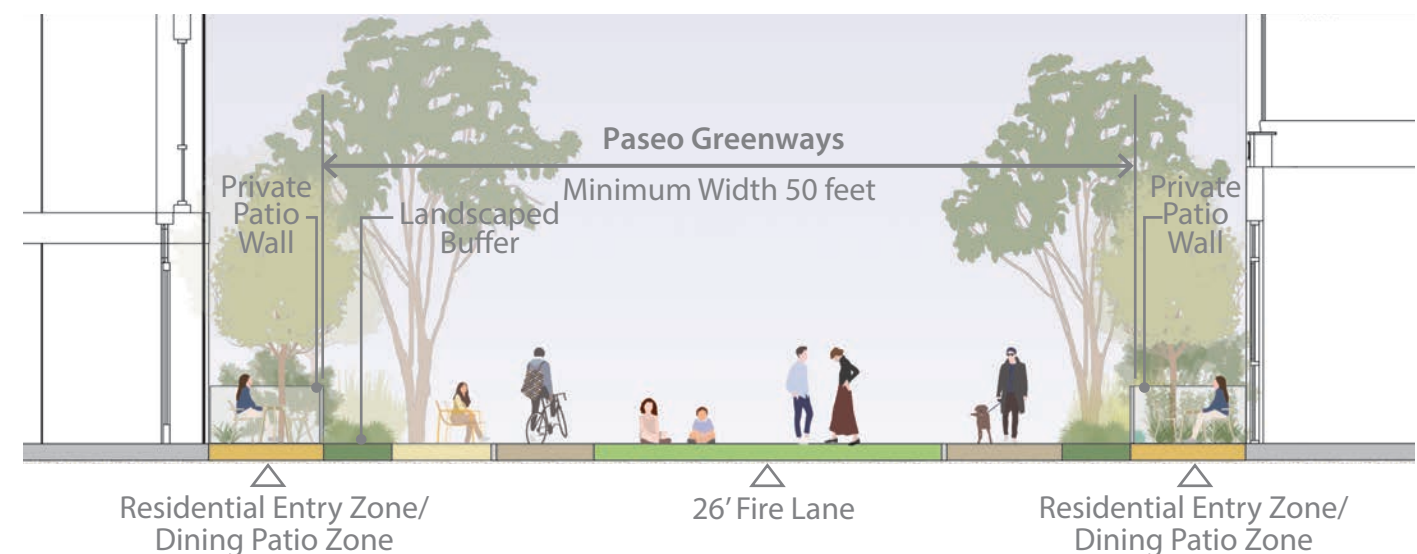 Paseo Greenways
Minimum Width 50 feet
Private
Patio
Wall
Landscaped
Buffer
Private
Patio
Wall
Residential Entry Zone/
Dining Patio Zone
26’ Fire Lane
Residential Entry Zone/
Dining Patio Zone